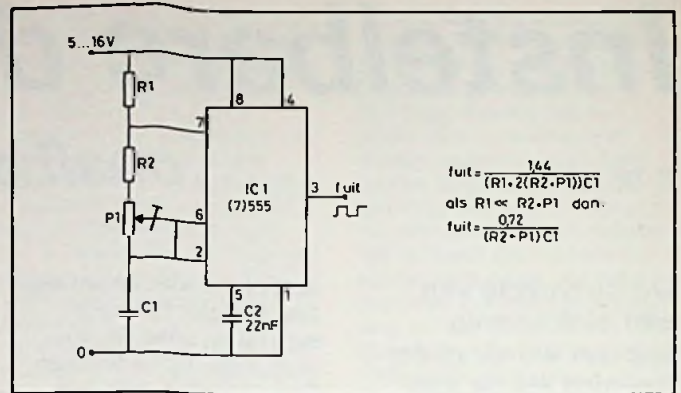 nstelbare o
5...16V
R1
8
4
7
R2
IC1
(7)555
3
fuit
P1
6
2
C1
5
C2
22nF
1
0
fuit = 1,44
(R1+2(R2+P1))C1
als R1 << R2+P1 dan:
fuit = 0,72
(R2+P1)C1